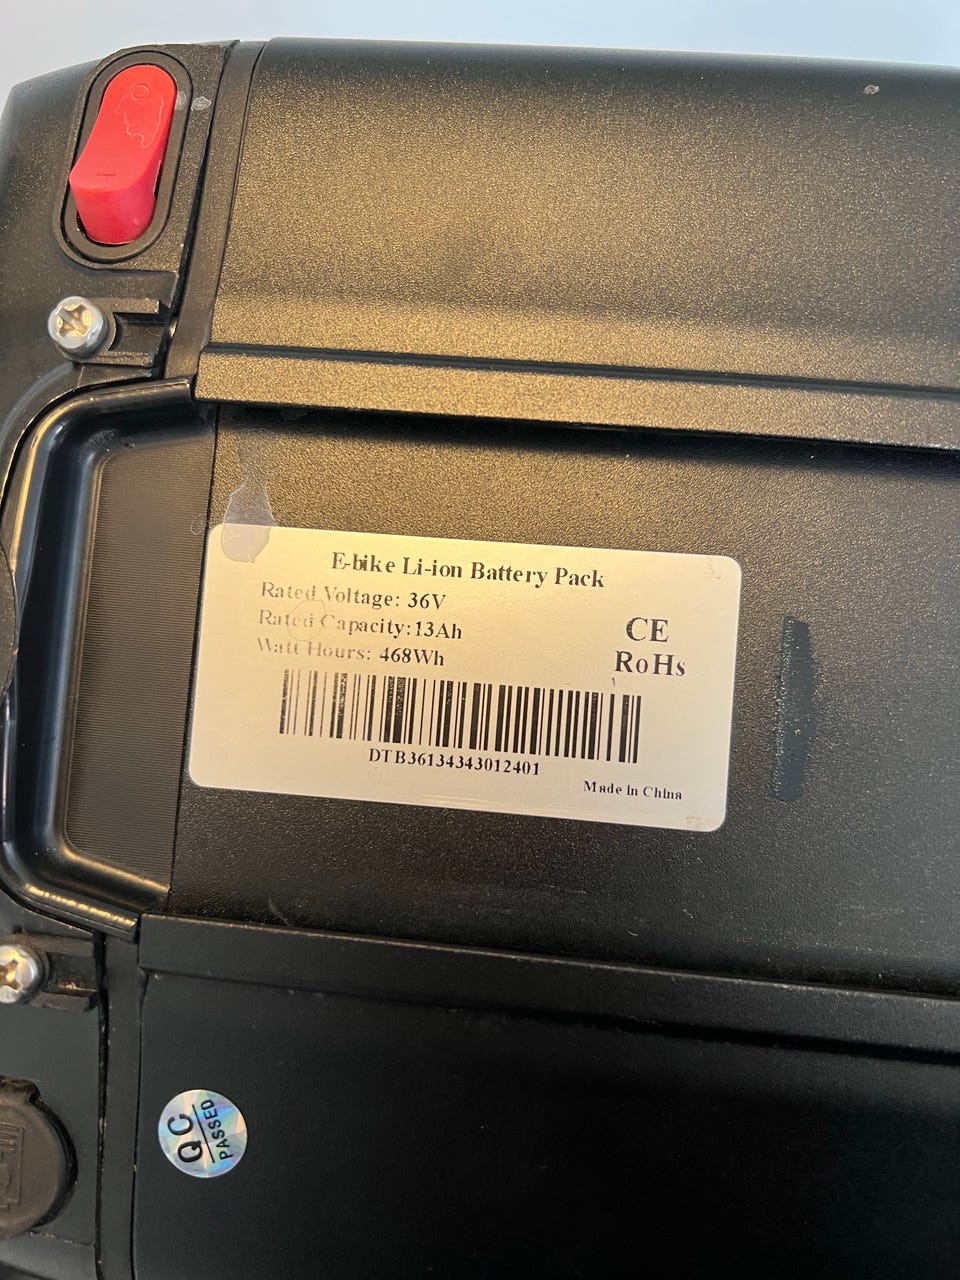 E-bike Li-ion Battery Pack
Rated Voltage: 36V
Rated Capacity:13Ah
Watt Hours: 468Wh
CE
RoHs
DTB36134343012401
Made in China
QC
PASSED